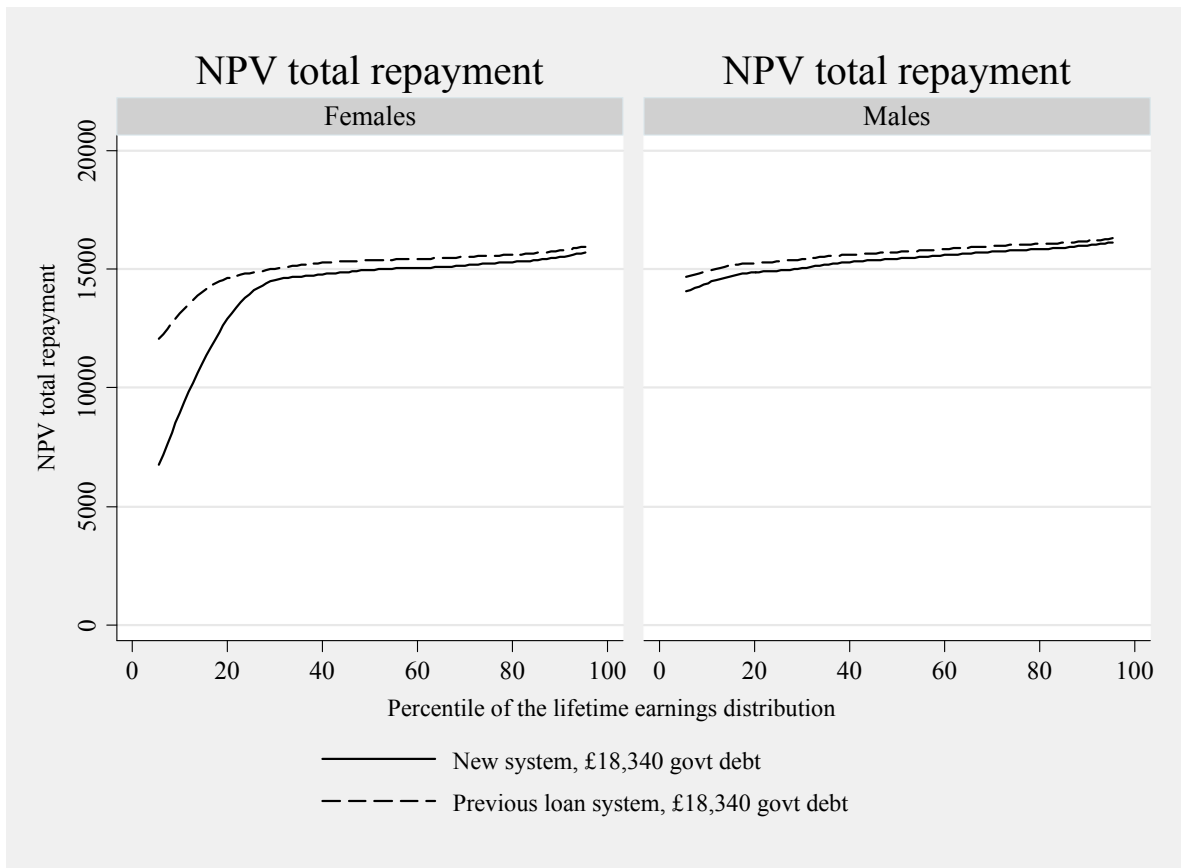 NPV total repayment
NPV total repayment
Females
Males
NPV total repayment
20000
15000
10000
5000
0
0 20 40 60 80 100
0 20 40 60 80 100
Percentile of the lifetime earnings distribution
New system, £18,340 govt debt
Previous loan system, £18,340 govt debt